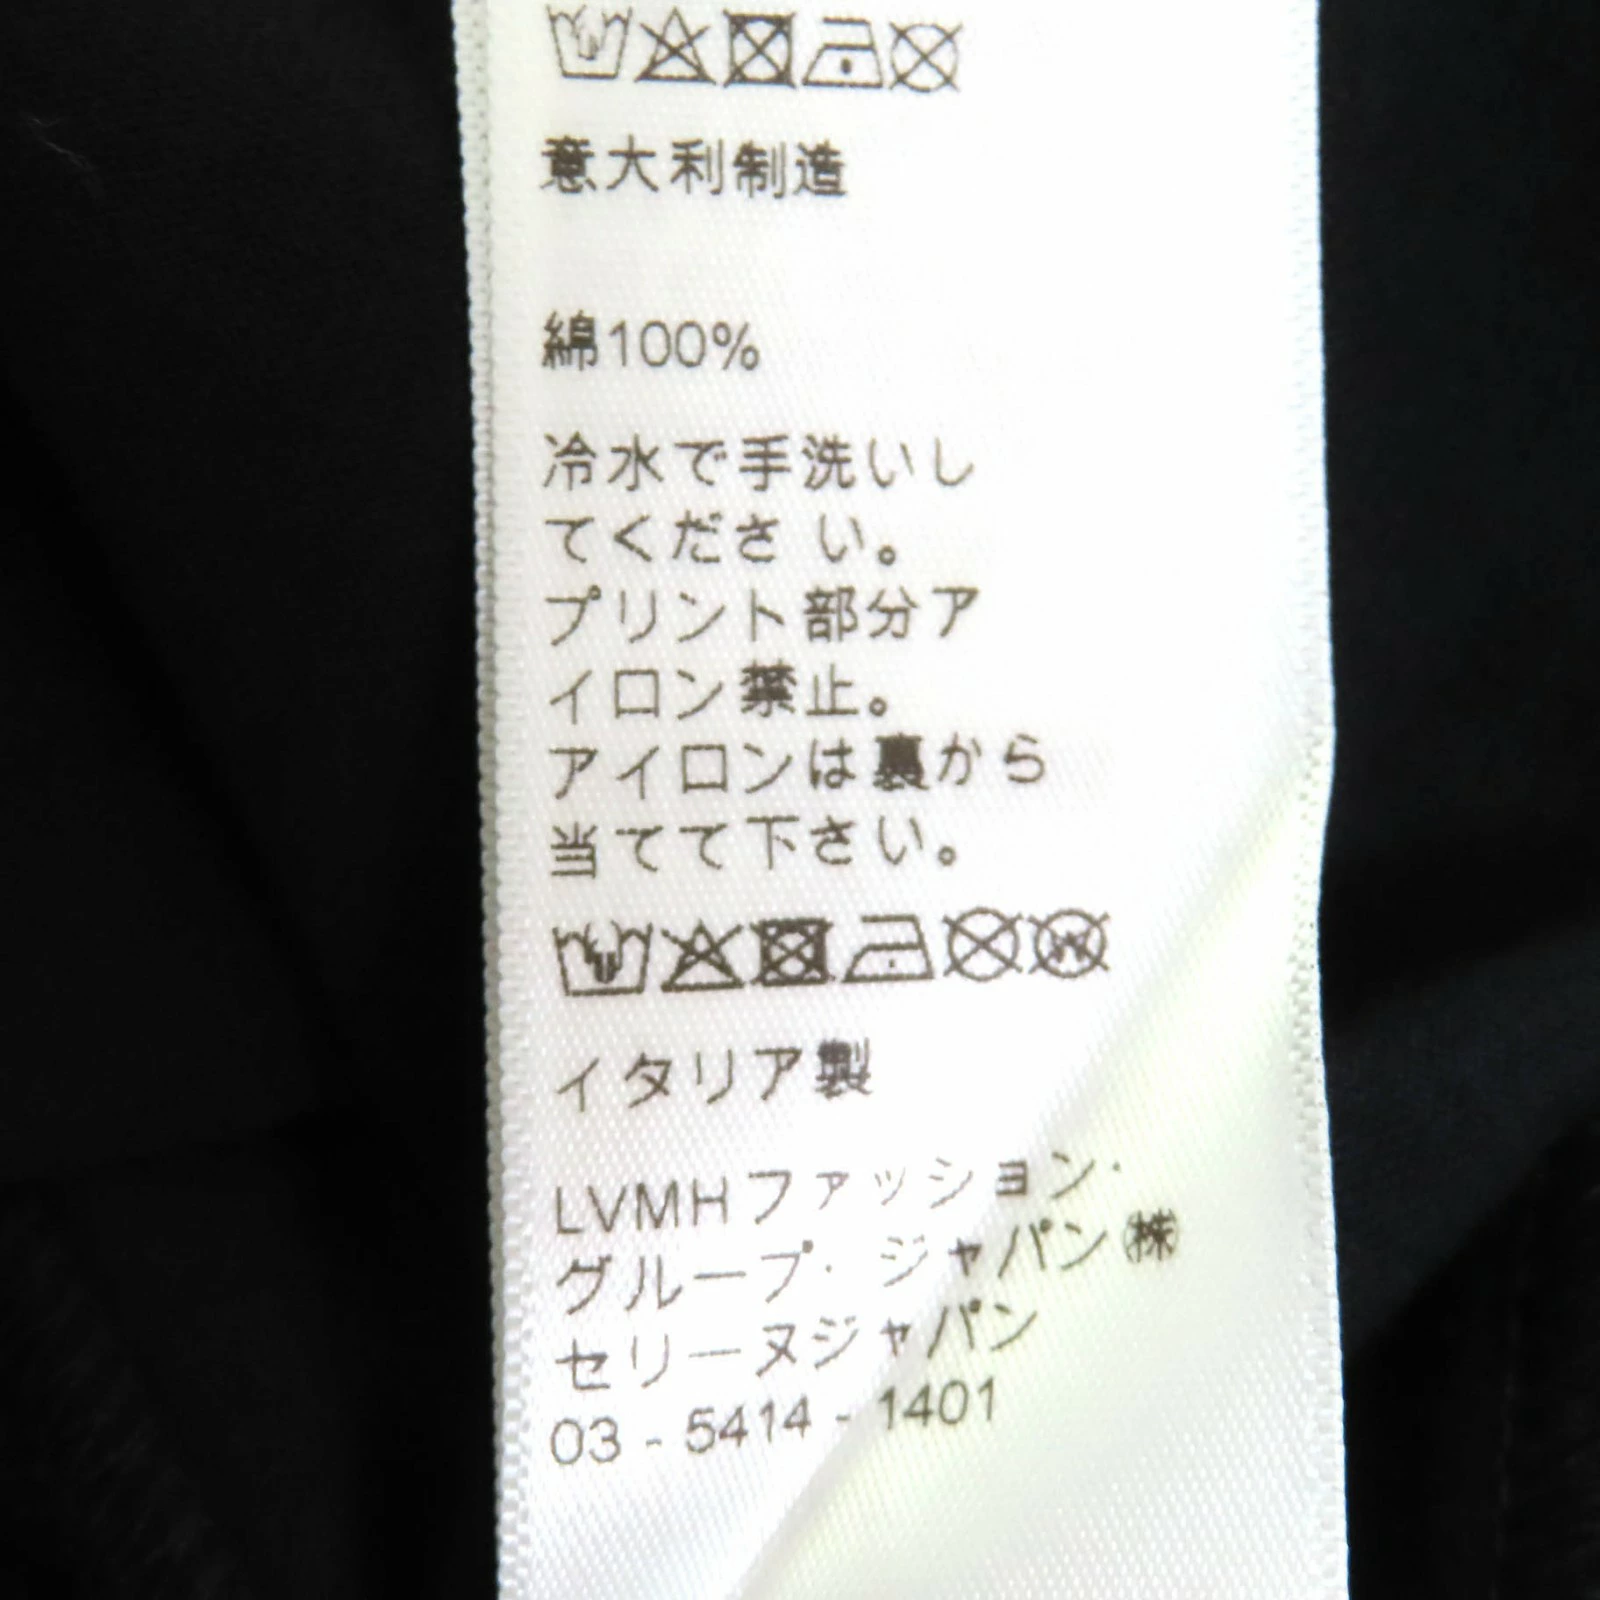 意大利制造
綿100%
冷水で手洗いし
てくださ い。
プリント部分ア
イロン禁止。
アイロンは裏から
当てて下さい。
イタリア製
LVMHファッション·
グループ· ジャパン㈱
セリーヌジャパン
03 - 5414 - 1401